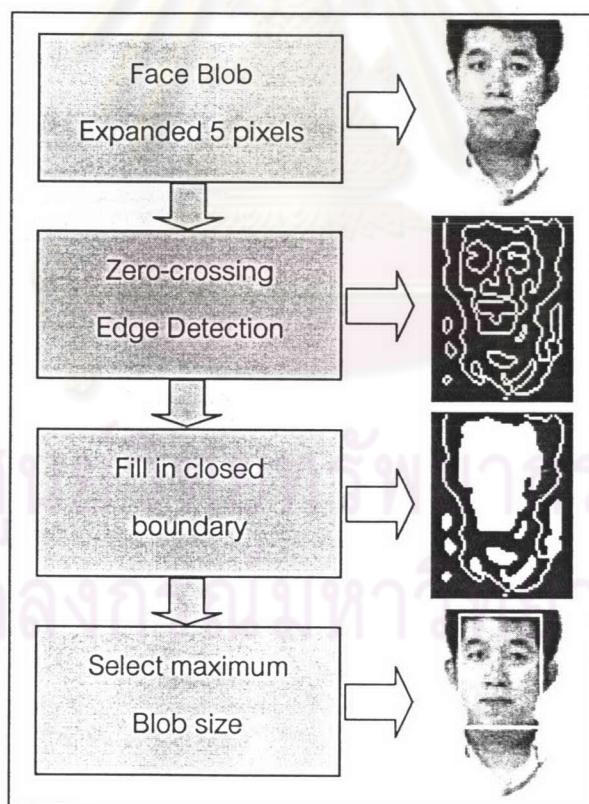 Face Blob
Expanded 5 pixels
Zero-crossing
Edge Detection
Fill in closed
boundary
Select maximum
Blob size